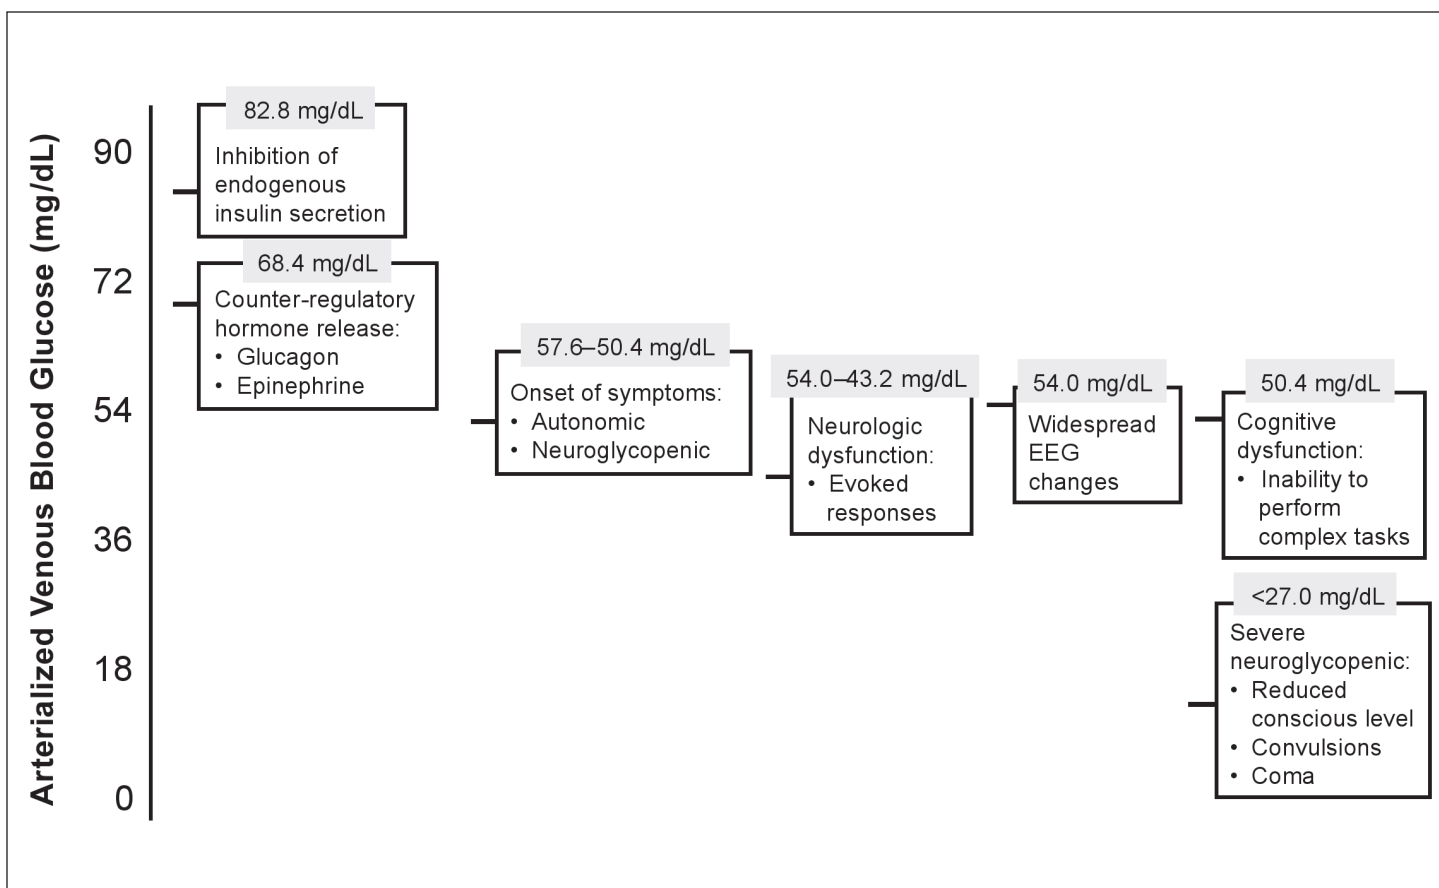 Arterialized Venous Blood Glucose (mg/dL)
90
72
54
36
18
0
82.8 mg/dL
Inhibition of
endogenous
insulin secretion
68.4 mg/dL
Counter-regulatory
hormone release:
• Glucagon
• Epinephrine
57.6–50.4 mg/dL
Onset of symptoms:
• Autonomic
• Neuroglycopenic
54.0–43.2 mg/dL
Neurologic
dysfunction:
• Evoked
responses
54.0 mg/dL
Widespread
EEG
changes
50.4 mg/dL
Cognitive
dysfunction:
• Inability to
perform
complex tasks
<27.0 mg/dL
Severe
neuroglycopenic:
• Reduced
conscious level
• Convulsions
• Coma